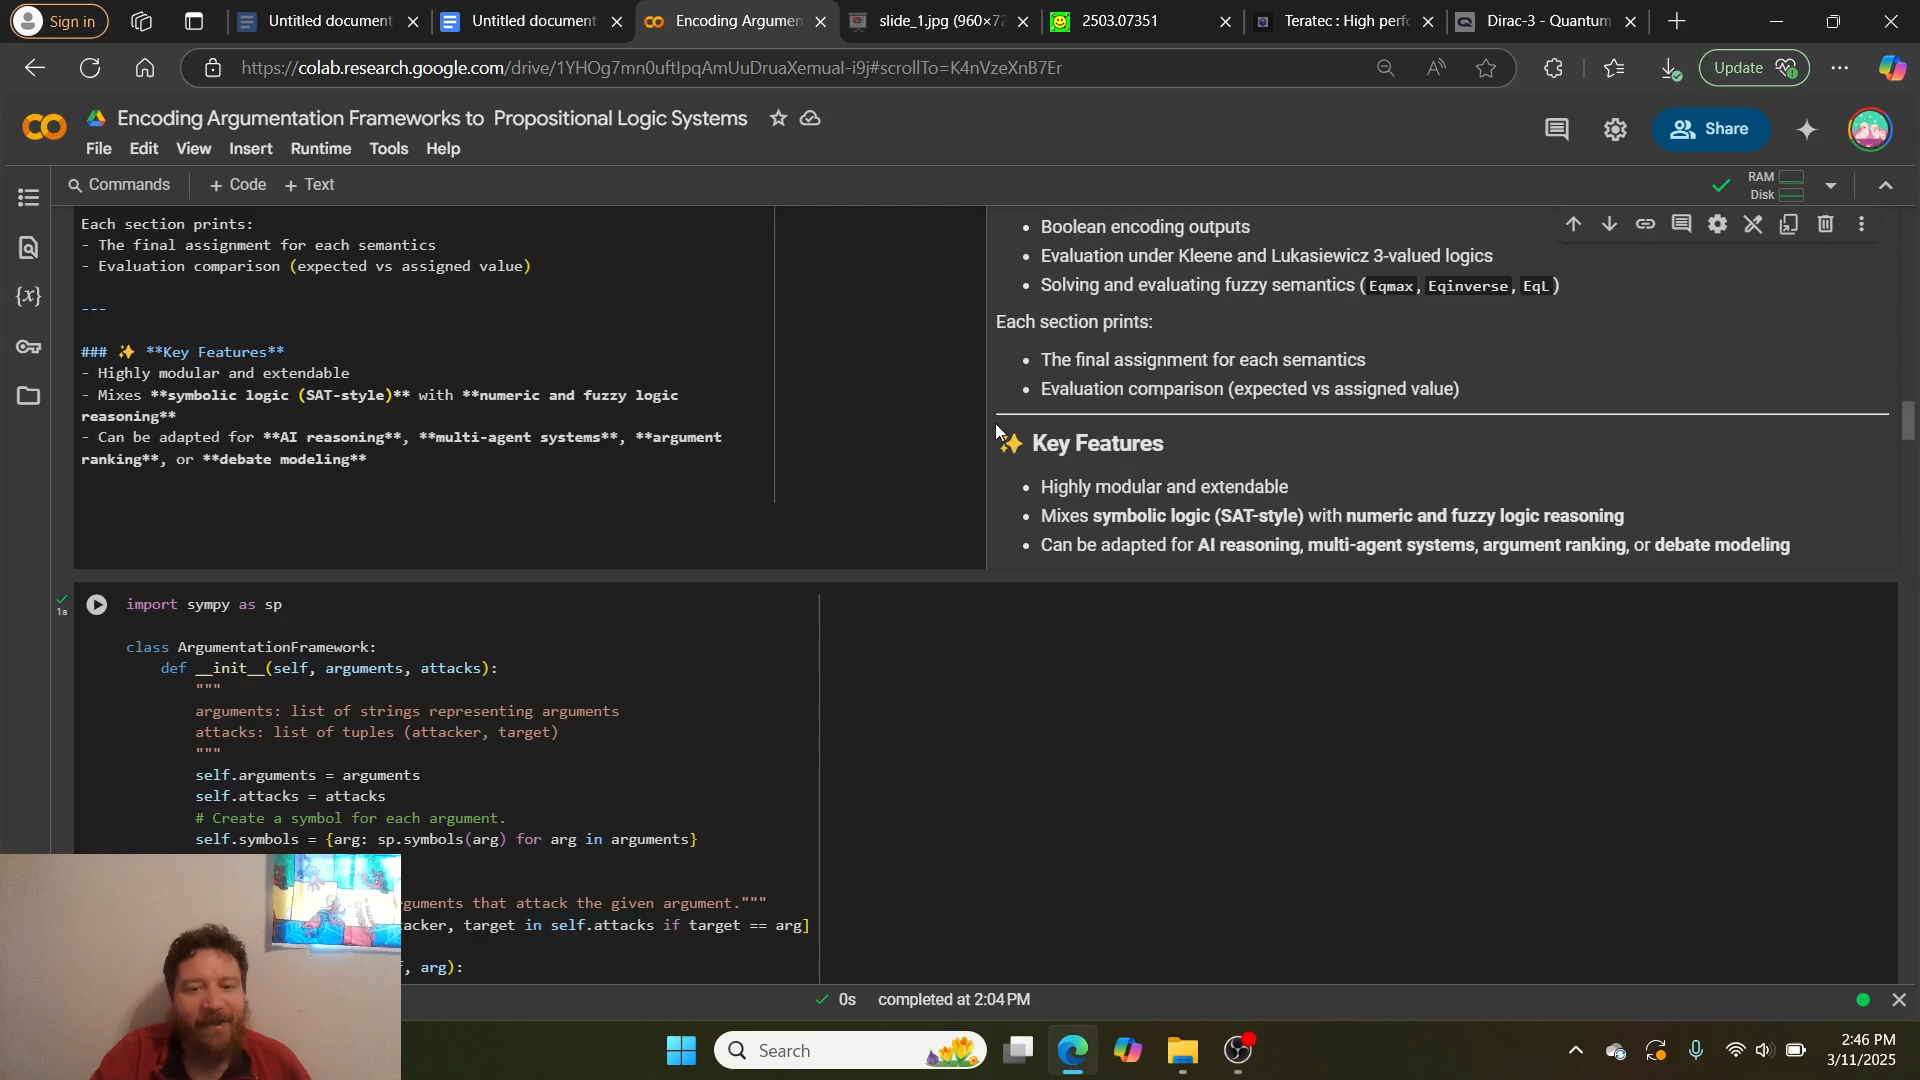 Sign in
Untitled document
Untitled document
Encoding Argumen
slide_1.jpg (960×72
2503.07351
Teratec : High perfo
Dirac-3 - Quantum
https://colab.research.google.com/drive/1YHOg7mn0uftIpqAmUuDruaXemuaI-i9j#scrollTo=K4nVzeXnB7Er
Update
Encoding Argumentation Frameworks to Propositional Logic Systems
File Edit View Insert Runtime Tools Help
Share
Commands + Code + Text
RAM
Disk
Each section prints:
- The final assignment for each semantics
- Evaluation comparison (expected vs assigned value)
---
### ✨ **Key Features**
- Highly modular and extendable
- Mixes **symbolic logic (SAT-style)** with **numeric and fuzzy logic
reasoning**
- Can be adapted for **AI reasoning**, **multi-agent systems**, **argument
ranking**, or **debate modeling**
• Boolean encoding outputs
• Evaluation under Kleene and Lukasiewicz 3-valued logics
• Solving and evaluating fuzzy semantics ( Eqmax , Eqinverse , EqL )
Each section prints:
• The final assignment for each semantics
• Evaluation comparison (expected vs assigned value)
✨ Key Features
• Highly modular and extendable
• Mixes symbolic logic (SAT-style) with numeric and fuzzy logic reasoning
• Can be adapted for AI reasoning, multi-agent systems, argument ranking, or debate modeling
1s
import sympy as sp
class ArgumentationFramework:
def __init__(self, arguments, attacks):
"""
arguments: list of strings representing arguments
attacks: list of tuples (attacker, target)
"""
self.arguments = arguments
self.attacks = attacks
# Create a symbol for each argument.
self.symbols = {arg: sp.symbols(arg) for arg in arguments}
guments that attack the given argument."""
acker, target in self.attacks if target == arg]
, arg):
0s completed at 2:04 PM
Search
2:46 PM
3/11/2025